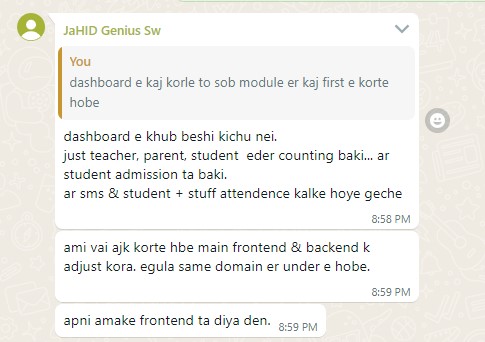 JaHID Genius Sw
You
dashboard e kaj korle to sob module er kaj first e korte
hobe
dashboard e khub beshi kichu nei.
just teacher, parent, student  eder counting baki... ar
student admission ta baki.
ar sms & student + stuff attendence kalke hoye geche
8:58 PM
ami vai ajk korte hbe main frontend & backend k
adjust kora. egula same domain er under e hobe.
8:59 PM
apni amake frontend ta diya den. 8:59 PM